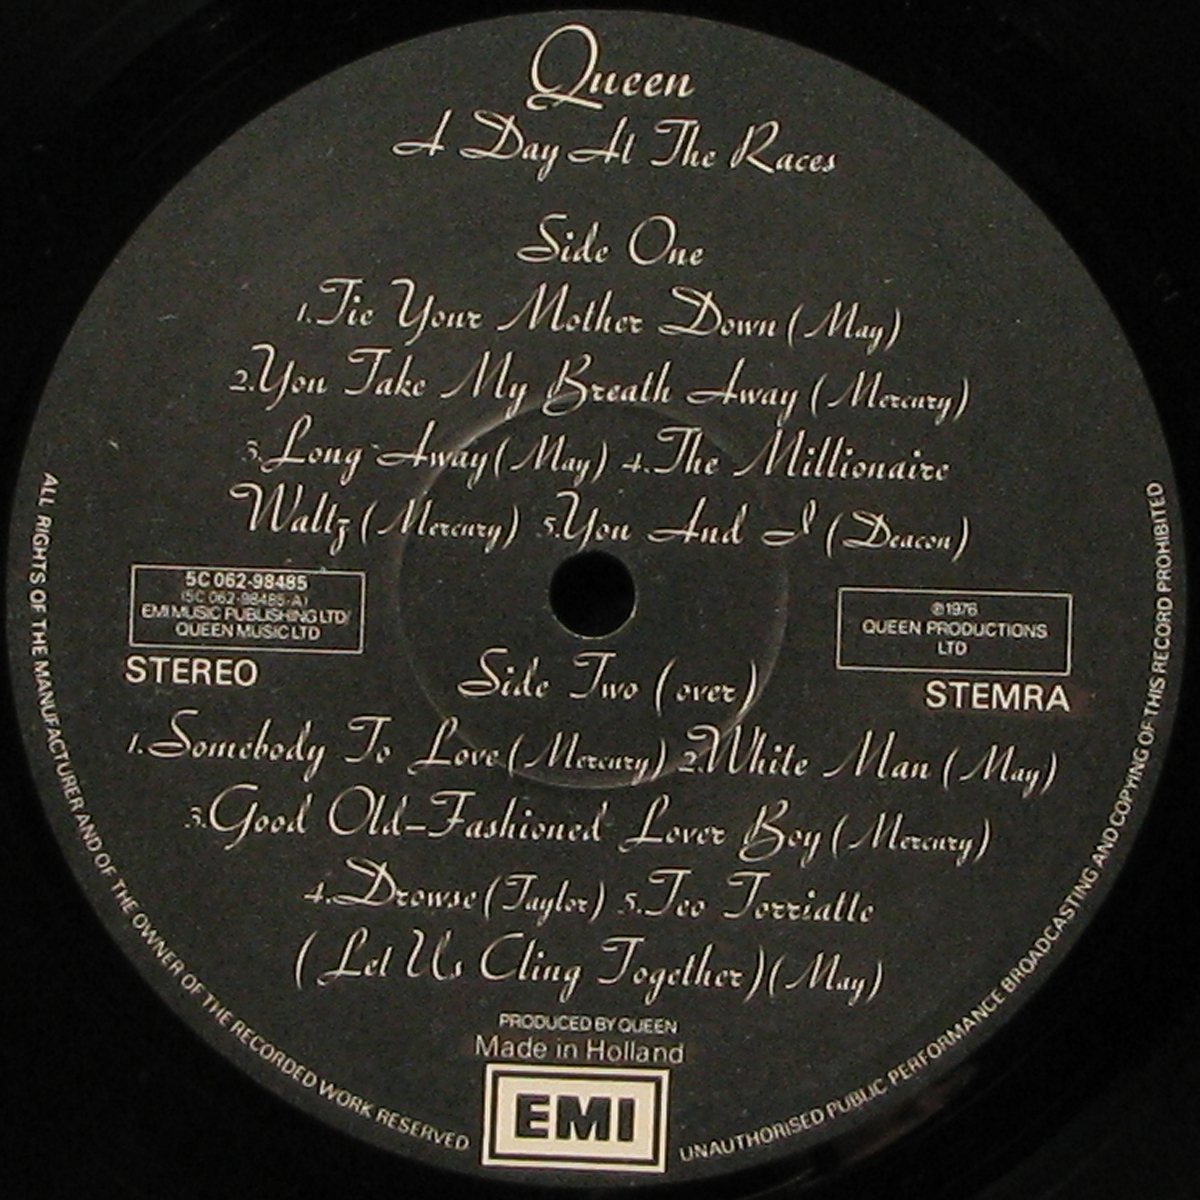 Queen
A Day At The Races
Side One
1.Tie Your Mother Down (May)
2.You Take My Breath Away (Mercury)
3.Long Away (May) 4.The Millionaire
Waltz (Mercury) 5.You And I (Deacon)
5C 062-98485
(5C 062-98485-A)
EMI MUSIC PUBLISHING LTD/
QUEEN MUSIC LTD
STEREO
℗1976
QUEEN PRODUCTIONS
LTD
STEMRA
Side Two (over)
1.Somebody To Love (Mercury) 2.White Man (May)
3.Good Old-Fashioned Lover Boy (Mercury)
4.Drowse (Taylor) 5.Teo Torriatte
(Let Us Cling Together) (May)
PRODUCED BY QUEEN
Made in Holland
EMI
ALL RIGHTS OF THE MANUFACTURER AND OF THE OWNER OF THE RECORDED WORK RESERVED
UNAUTHORISED PUBLIC PERFORMANCE BROADCASTING AND COPYING OF THIS RECORD PROHIBITED